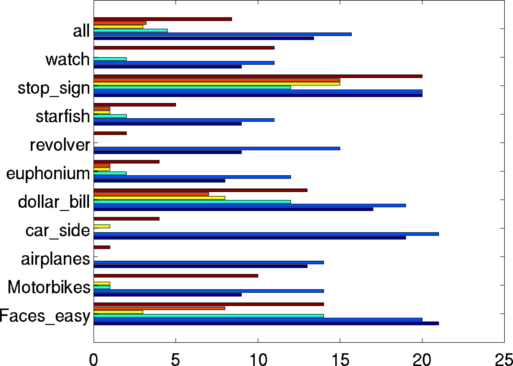 all
watch
stop_sign
starfish
revolver
euphonium
dollar_bill
car_side
airplanes
Motorbikes
Faces_easy
0 5 10 15 20 25